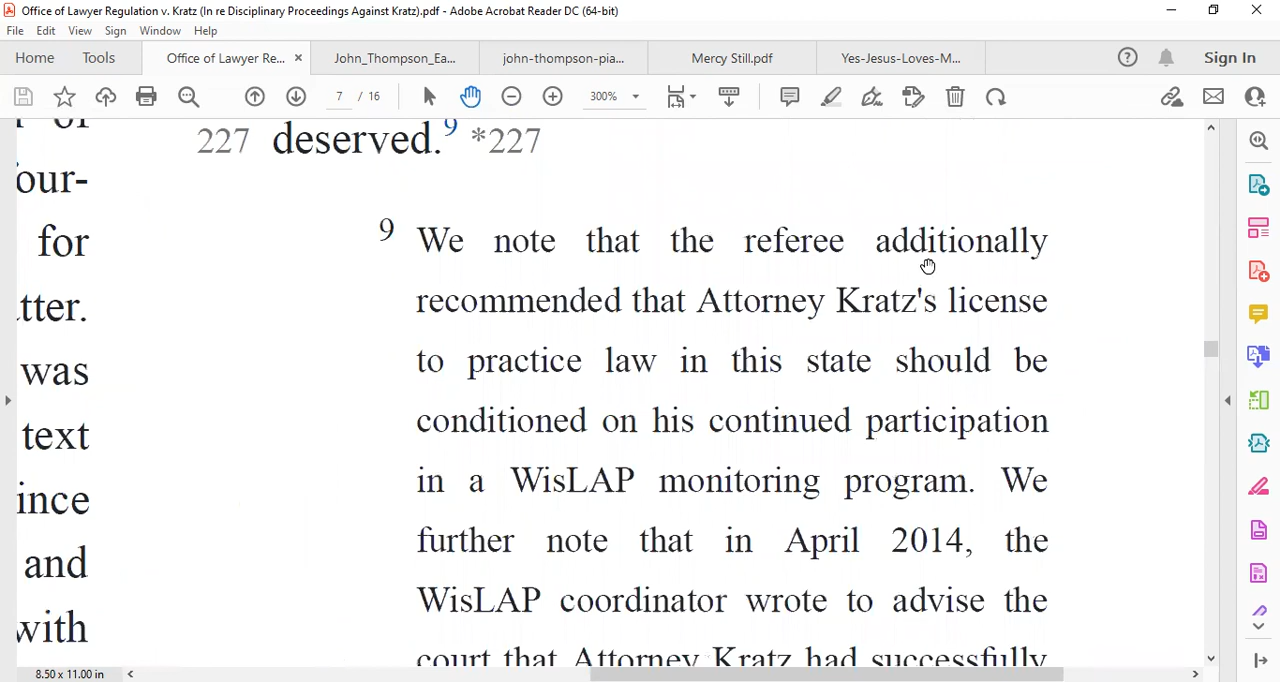 Office of Lawyer Regulation v. Kratz (In re Disciplinary Proceedings Against Kratz).pdf - Adobe Acrobat Reader DC (64-bit)
File Edit View Sign Window Help
Home Tools Office of Lawyer Re... × John_Thompson_Ea... john-thompson-pia... Mercy Still.pdf Yes-Jesus-Loves-M... Sign In
7 / 16 300%
227 deserved.9 *227
our-
for
tter.
was
text
ince
and
with
9 We note that the referee additionally
recommended that Attorney Kratz's license
to practice law in this state should be
conditioned on his continued participation
in a WisLAP monitoring program. We
further note that in April 2014, the
WisLAP coordinator wrote to advise the
court that Attorney Kratz had successfully
8.50 x 11.00 in